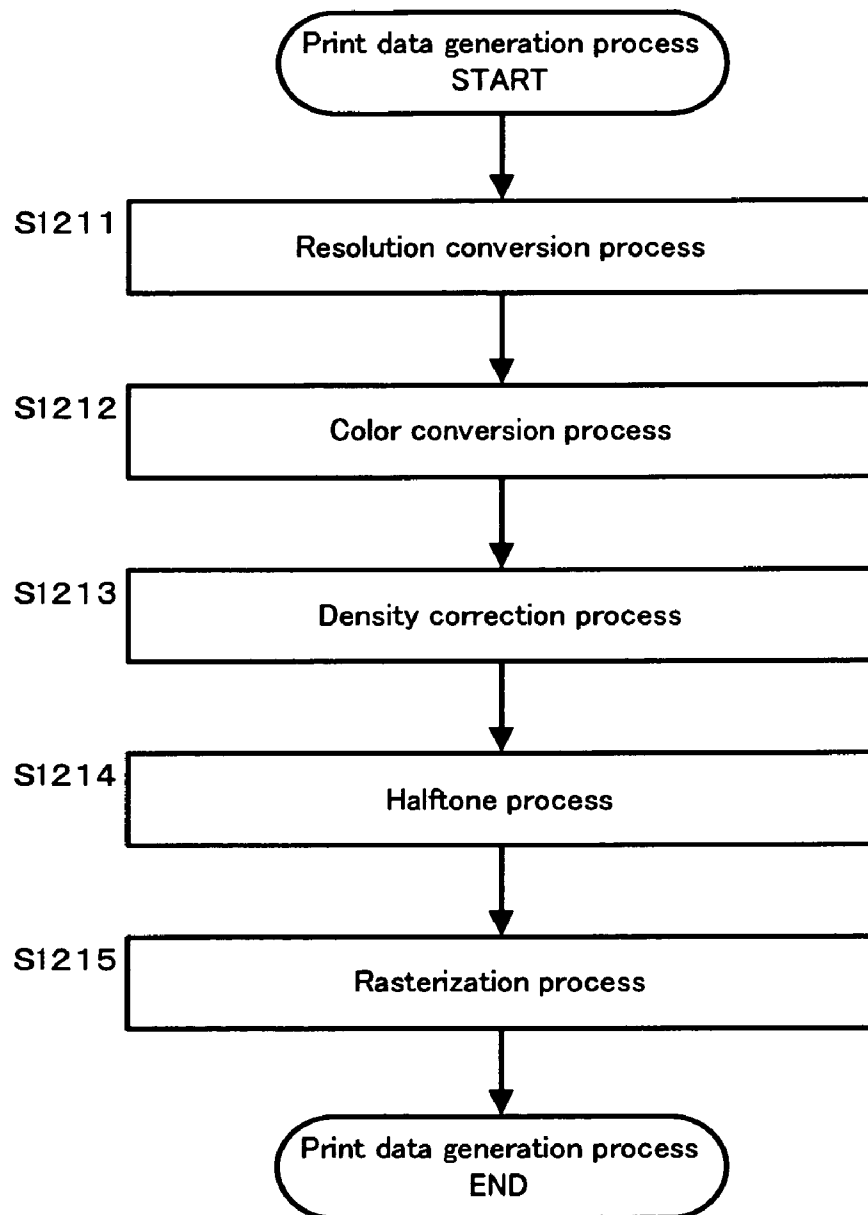 Print data generation process
START
S1211
Resolution conversion process
S1212
Color conversion process
S1213
Density correction process
S1214
Halftone process
S1215
Rasterization process
Print data generation process
END